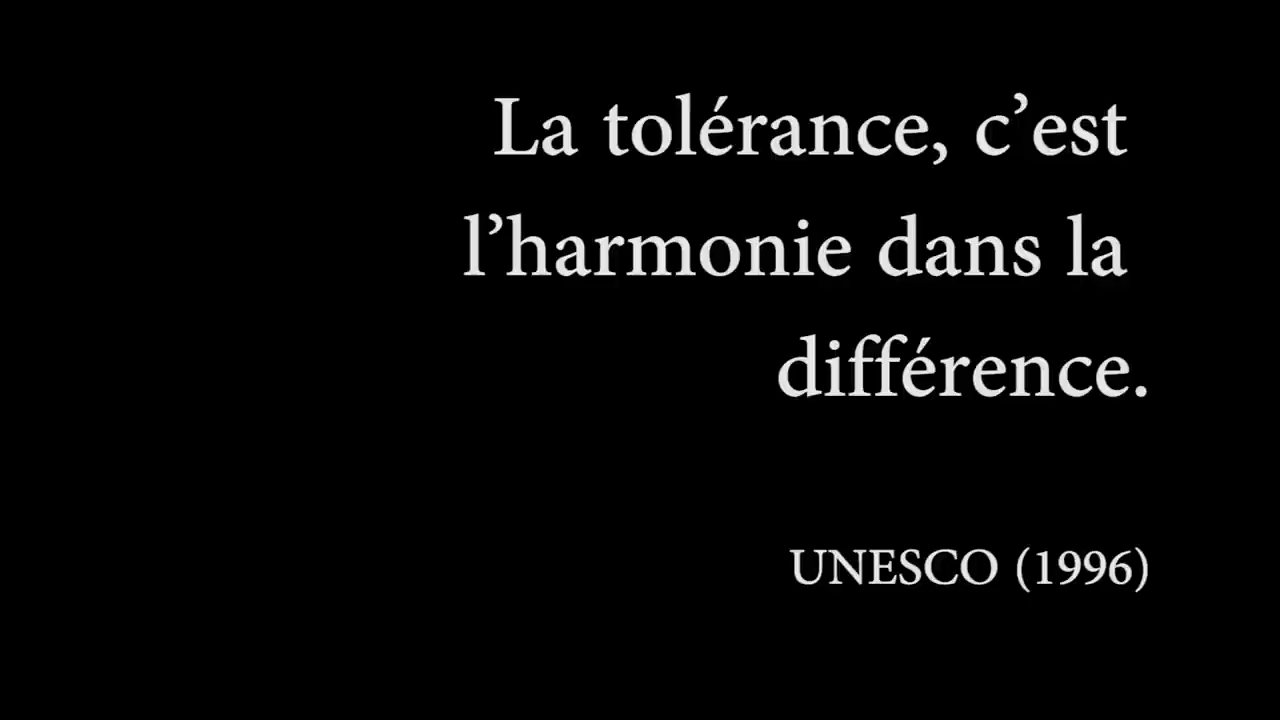 La tolérance, c’est
l’harmonie dans la
différence.
UNESCO (1996)